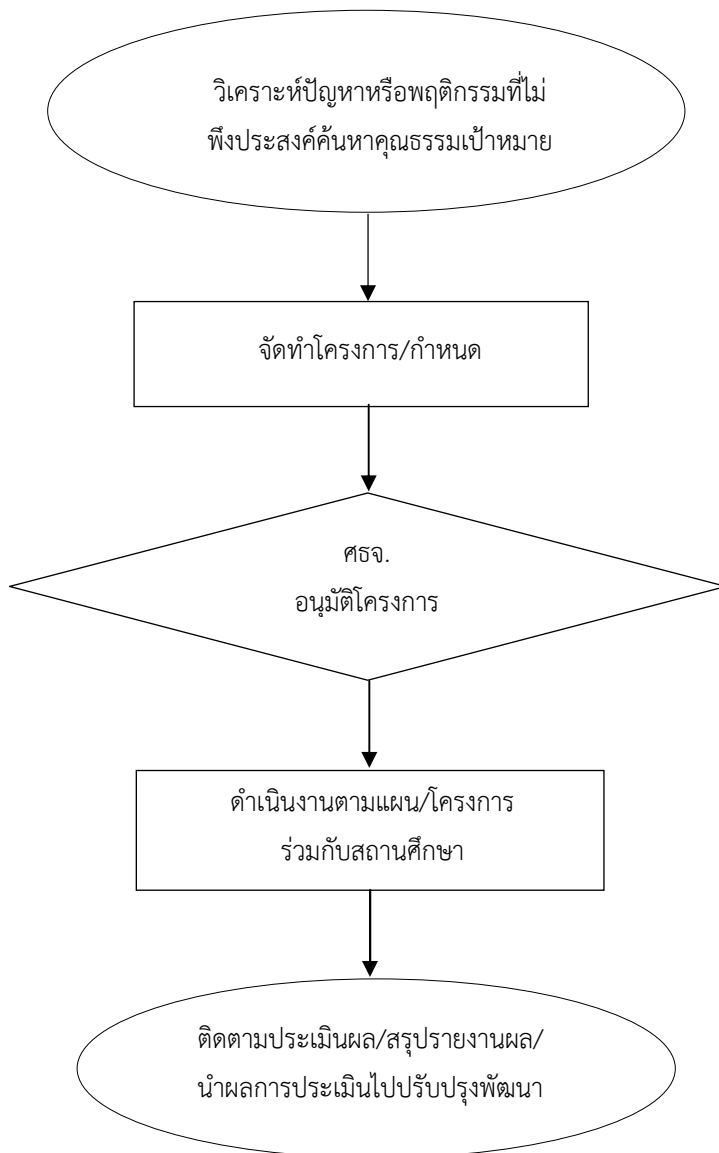 วิเคราะห์ปัญหาหรือพฤติกรรมที่ไม่
พึงประสงค์ค้นหาคุณธรรมเป้าหมาย
จัดทำโครงการ/กำหนด
ศธจ.
อนุมัติโครงการ
ดำเนินงานตามแผน/โครงการ
ร่วมกับสถานศึกษา
ติดตามประเมินผล/สรุปรายงานผล/
นำผลการประเมินไปปรับปรุงพัฒนา